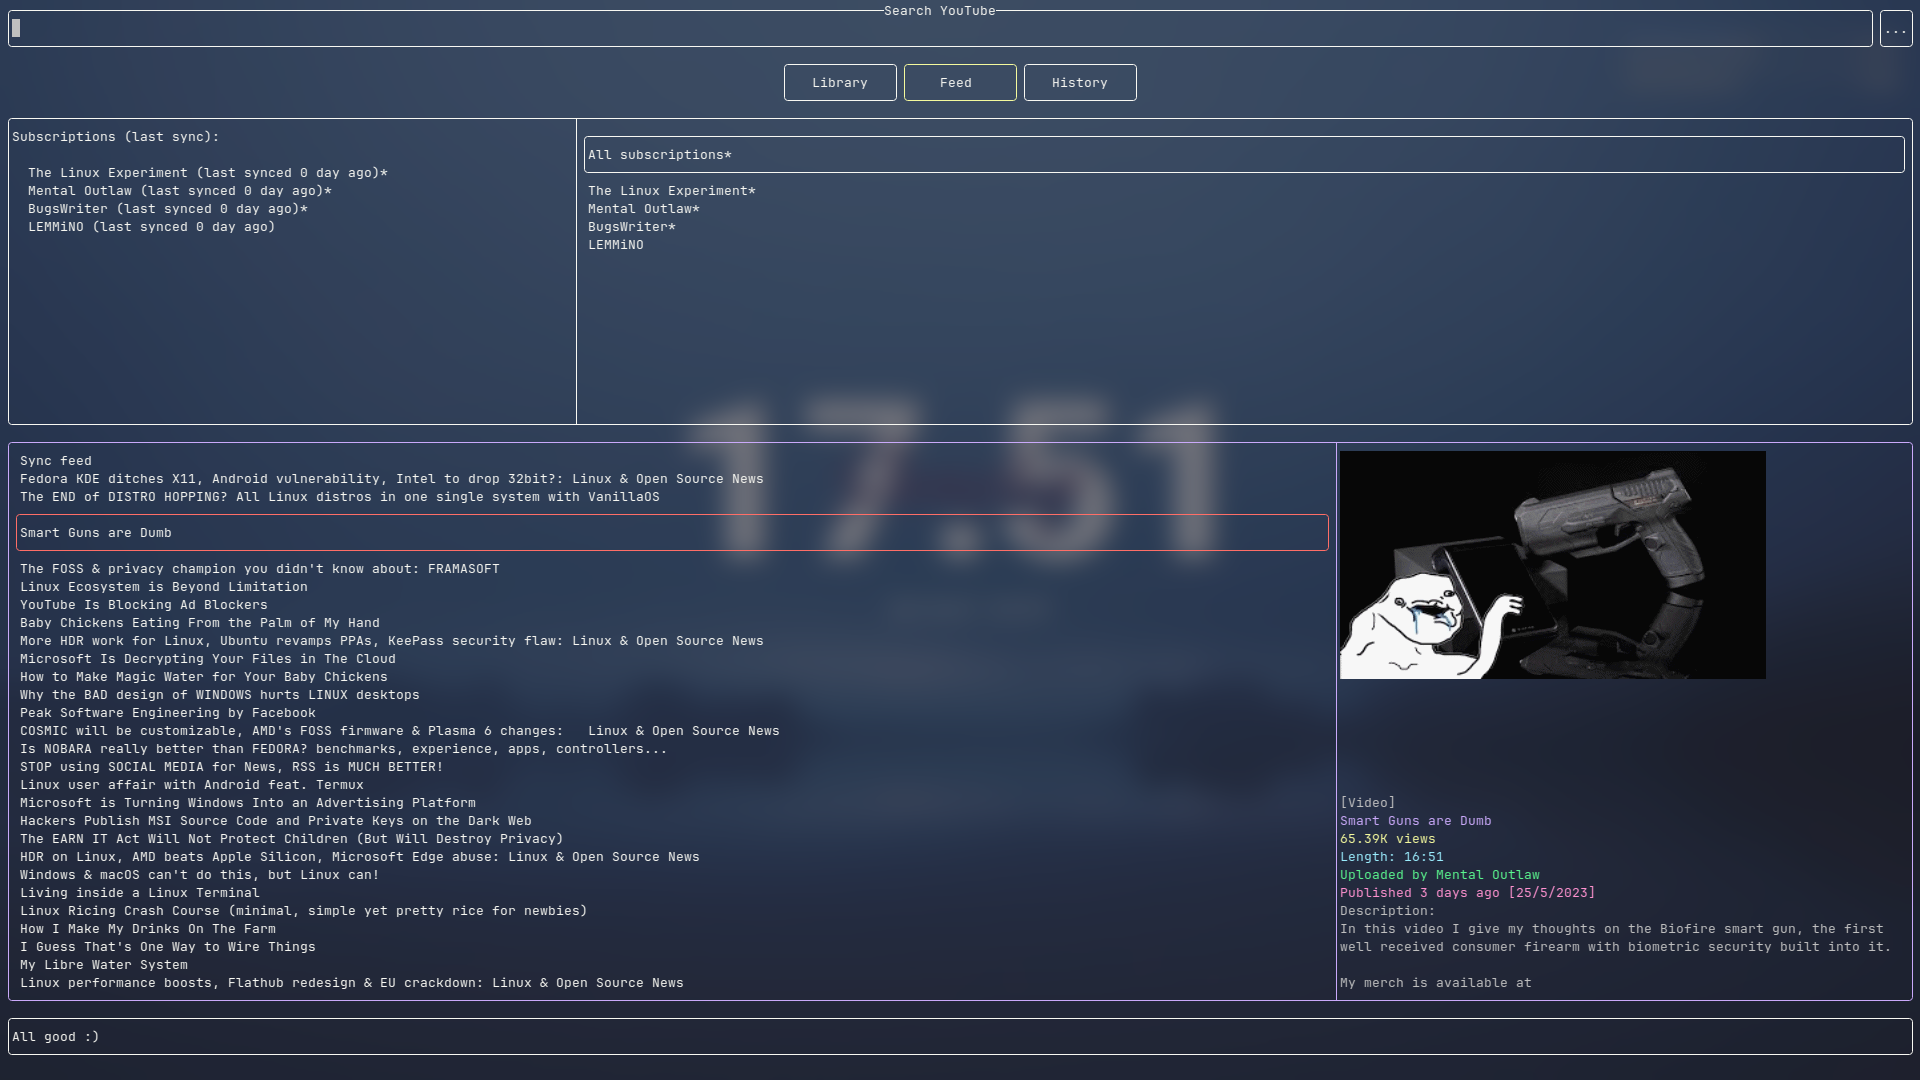 Search YouTube
...
Library
Feed
History
Subscriptions (last sync):
The Linux Experiment (last synced 0 day ago)*
Mental Outlaw (last synced 0 day ago)*
BugsWriter (last synced 0 day ago)*
LEMMiNO (last synced 0 day ago)
All subscriptions*
The Linux Experiment*
Mental Outlaw*
BugsWriter*
LEMMiNO
17.51
Sync feed
Fedora KDE ditches X11, Android vulnerability, Intel to drop 32bit?: Linux & Open Source News
The END of DISTRO HOPPING? All Linux distros in one single system with VanillaOS
Smart Guns are Dumb
The FOSS & privacy champion you didn't know about: FRAMASOFT
Linux Ecosystem is Beyond Limitation
YouTube Is Blocking Ad Blockers
Baby Chickens Eating From the Palm of My Hand
More HDR work for Linux, Ubuntu revamps PPAs, KeePass security flaw: Linux & Open Source News
Microsoft Is Decrypting Your Files in The Cloud
How to Make Magic Water for Your Baby Chickens
Why the BAD design of WINDOWS hurts LINUX desktops
Peak Software Engineering by Facebook
COSMIC will be customizable, AMD's FOSS firmware & Plasma 6 changes:   Linux & Open Source News
Is NOBARA really better than FEDORA? benchmarks, experience, apps, controllers...
STOP using SOCIAL MEDIA for News, RSS is MUCH BETTER!
Linux user affair with Android feat. Termux
Microsoft is Turning Windows Into an Advertising Platform
Hackers Publish MSI Source Code and Private Keys on the Dark Web
The EARN IT Act Will Not Protect Children (But Will Destroy Privacy)
HDR on Linux, AMD beats Apple Silicon, Microsoft Edge abuse: Linux & Open Source News
Windows & macOS can't do this, but Linux can!
Living inside a Linux Terminal
Linux Ricing Crash Course (minimal, simple yet pretty rice for newbies)
How I Make My Drinks On The Farm
I Guess That's One Way to Wire Things
My Libre Water System
Linux performance boosts, Flathub redesign & EU crackdown: Linux & Open Source News
[Video]
Smart Guns are Dumb
65.39K views
Length: 16:51
Uploaded by Mental Outlaw
Published 3 days ago [25/5/2023]
Description:
In this video I give my thoughts on the Biofire smart gun, the first
well received consumer firearm with biometric security built into it.
My merch is available at
All good :)